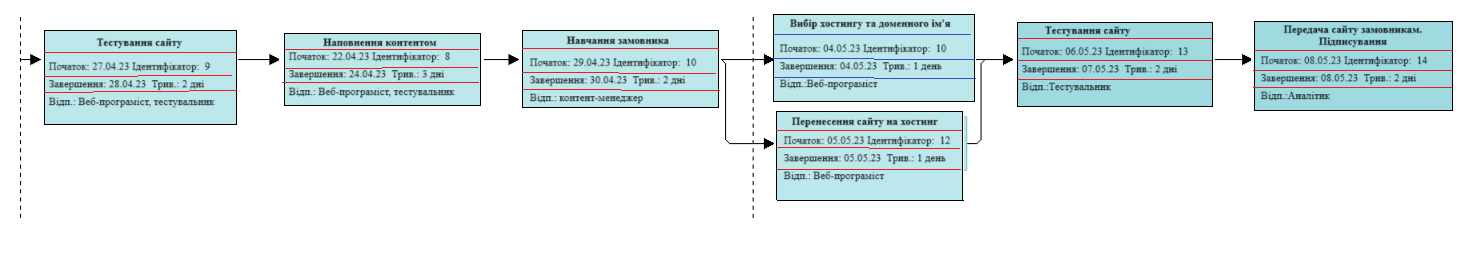 Тестування сайту
Початок: 27.04.23 Ідентифікатор: 9
Завершення: 28.04.23 Трив.: 2 дні
Відп.: Веб-програміст, тестувальник
Наповнення контентом
Початок: 22.04.23 Ідентифікатор: 8
Завершення: 24.04.23 Трив.: 3 дні
Відп.: Веб-програміст, тестувальник
Навчання замовника
Початок: 29.04.23 Ідентифікатор: 10
Завершення: 30.04.23 Трив.: 2 дні
Відп.: контент-менеджер
Вибір хостингу та доменного ім'я
Початок: 04.05.23 Ідентифікатор: 10
Завершення: 04.05.23 Трив.: 1 день
Відп.:Веб-програміст
Перенесення сайту на хостинг
Початок: 05.05.23 Ідентифікатор: 12
Завершення: 05.05.23 Трив.: 1 день
Відп.: Веб-програміст
Тестування сайту
Початок: 06.05.23 Ідентифікатор: 13
Завершення: 07.05.23 Трив.: 2 дні
Відп.:Тестувальник
Передача сайту замовникам.
Підписування
Початок: 08.05.23 Ідентифікатор: 14
Завершення: 08.05.23 Трив.: 2 дні
Відп.:Аналітик